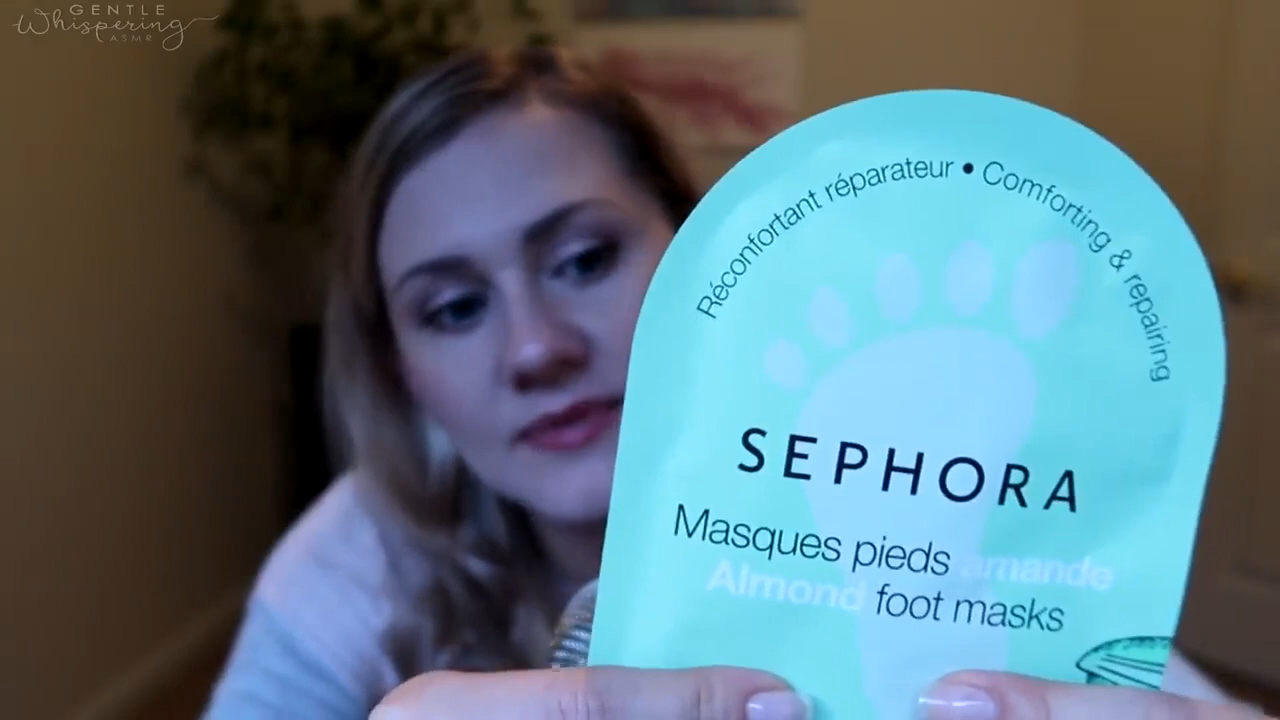 GENTLE
Whispering
ASMR
Réconfortant réparateur • Comforting & repairing
SEPHORA
Masques pieds amande
Almond foot masks